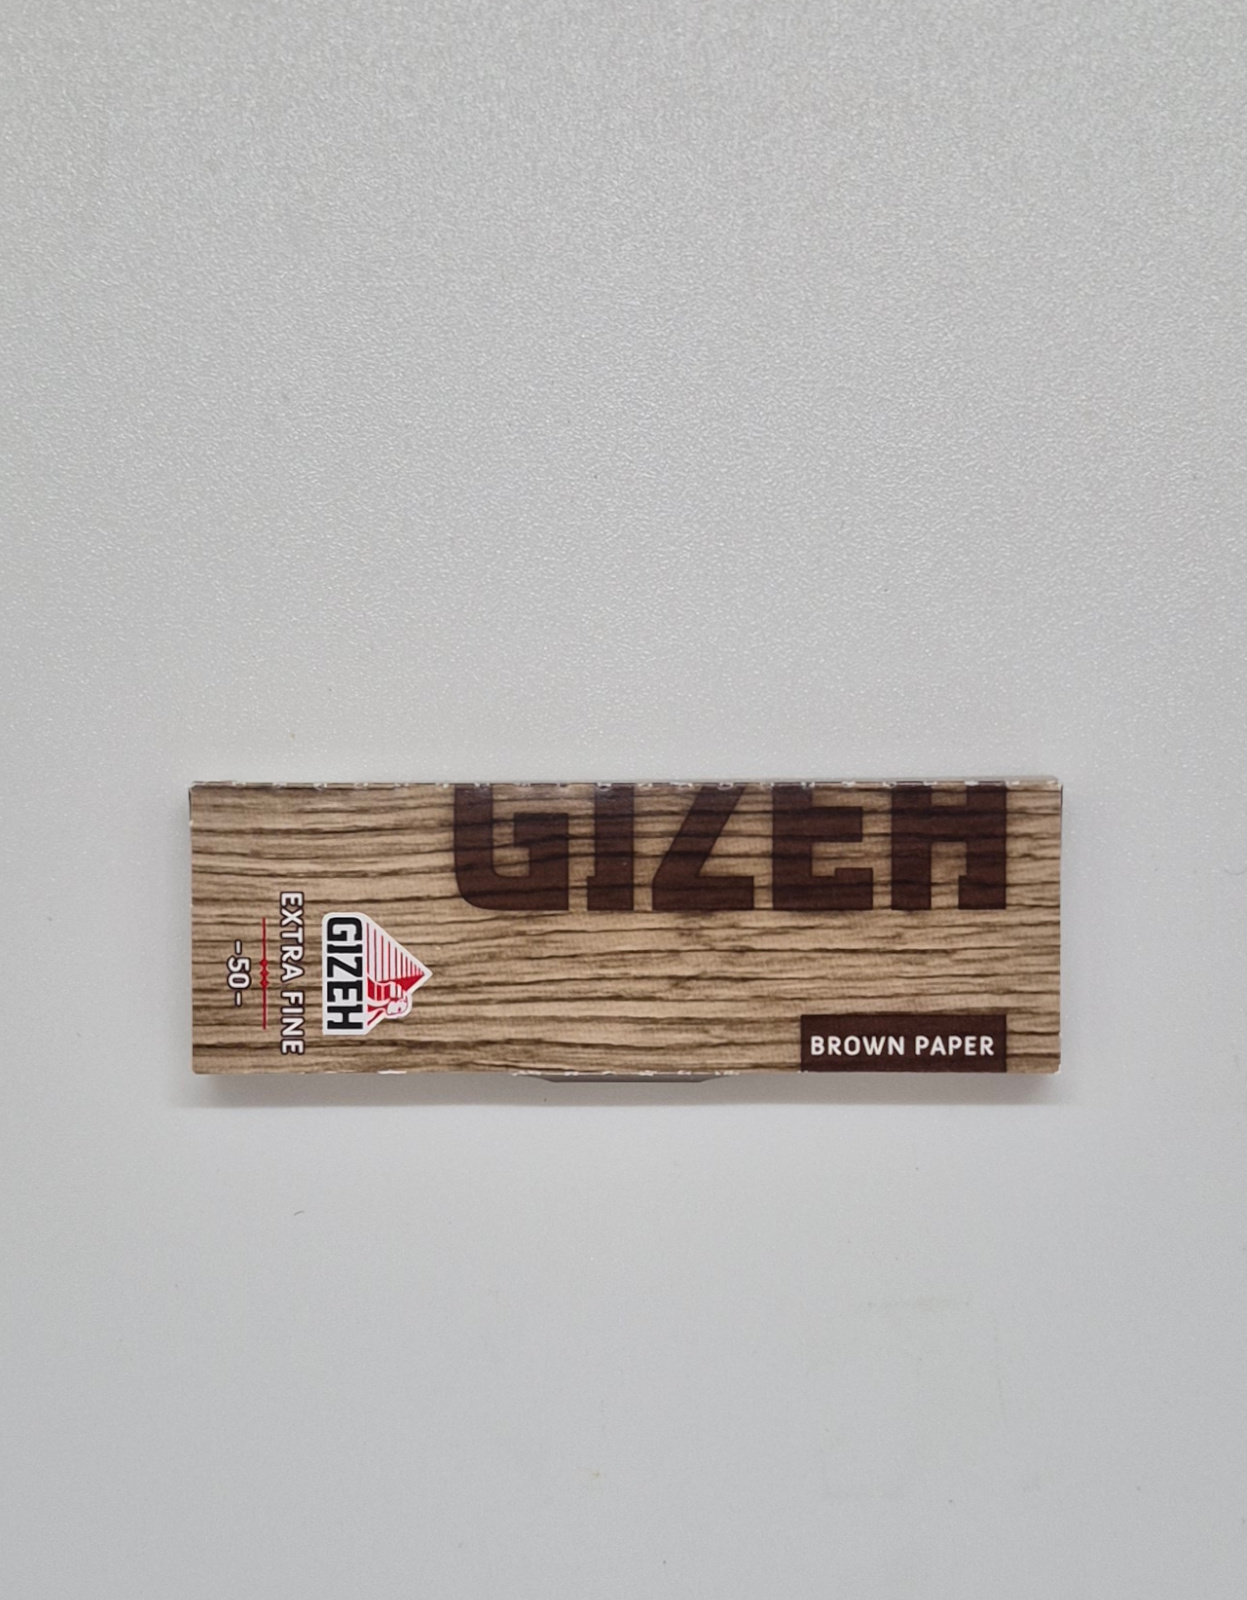 GIZEH
GIZEH
EXTRA FINE
-50-
BROWN PAPER